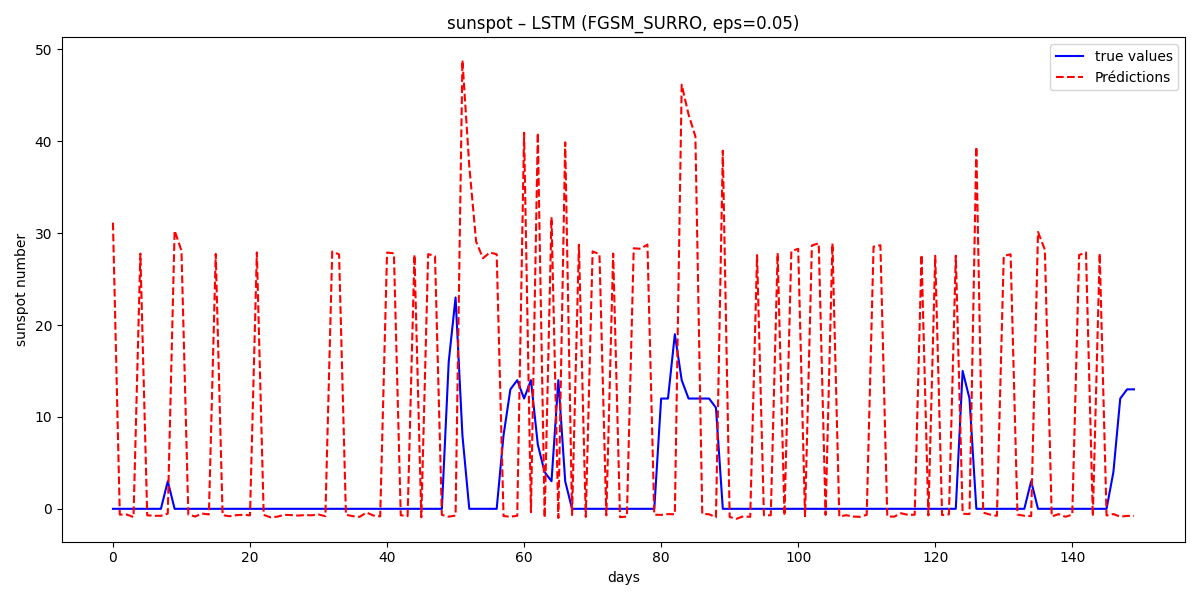 sunspot – LSTM (FGSM_SURRO, eps=0.05)
true values
Prédictions
sunspot number
50
40
30
20
10
0
0 20 40 60 80 100 120 140
days